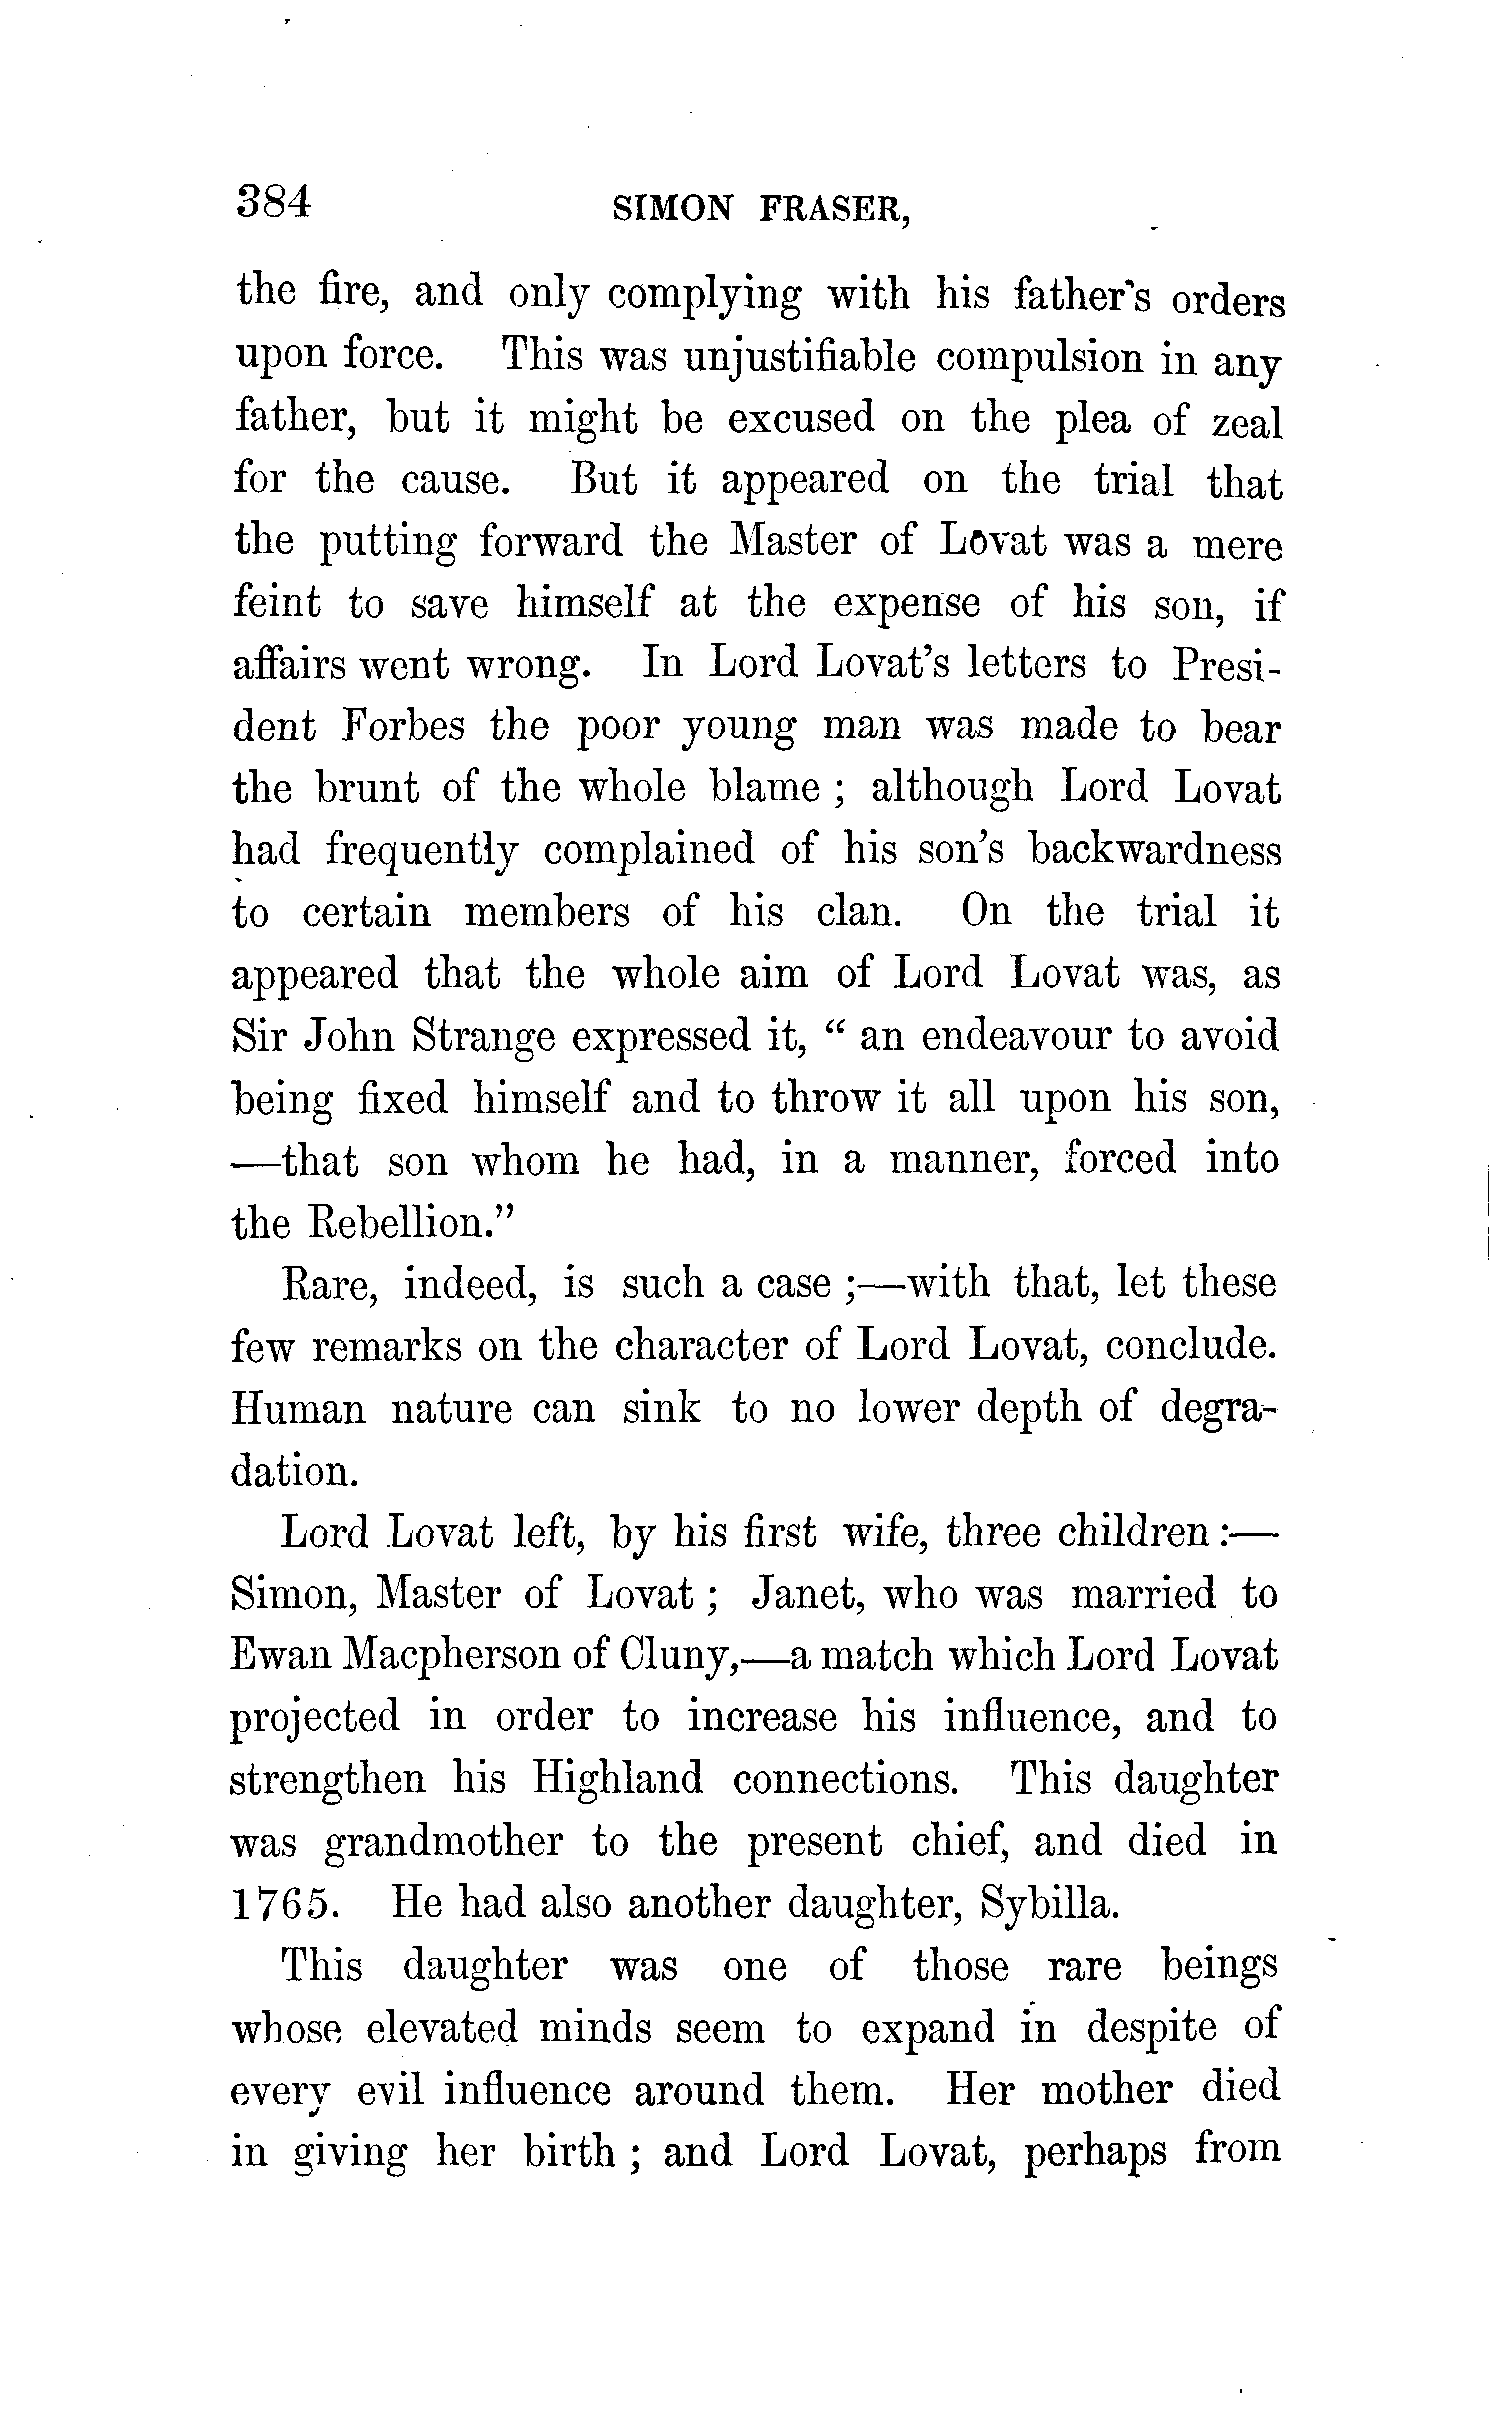 384 SIMON FRASER,
the fire, and only complying with his father's orders
upon force. This was unjustifiable compulsion in any
father, but it might be excused on the plea of zeal
for the cause. But it appeared on the trial that
the putting forward the Master of Lovat was a mere
feint to save himself at the expense of his son, if
affairs went wrong. In Lord Lovat's letters to Presi-
dent Forbes the poor young man was made to bear
the brunt of the whole blame ; although Lord Lovat
had frequently complained of his son's backwardness
to certain members of his clan. On the trial it
appeared that the whole aim of Lord Lovat was, as
Sir John Strange expressed it, " an endeavour to avoid
being fixed himself and to throw it all upon his son,
—that son whom he had, in a manner, forced into
the Rebellion."
Rare, indeed, is such a case ;—with that, let these
few remarks on the character of Lord Lovat, conclude.
Human nature can sink to no lower depth of degra-
dation.
Lord Lovat left, by his first wife, three children :—
Simon, Master of Lovat ; Janet, who was married to
Ewan Macpherson of Cluny,—a match which Lord Lovat
projected in order to increase his influence, and to
strengthen his Highland connections. This daughter
was grandmother to the present chief, and died in
1765. He had also another daughter, Sybilla.
This daughter was one of those rare beings
whose elevated minds seem to expand in despite of
every evil influence around them. Her mother died
in giving her birth ; and Lord Lovat, perhaps from